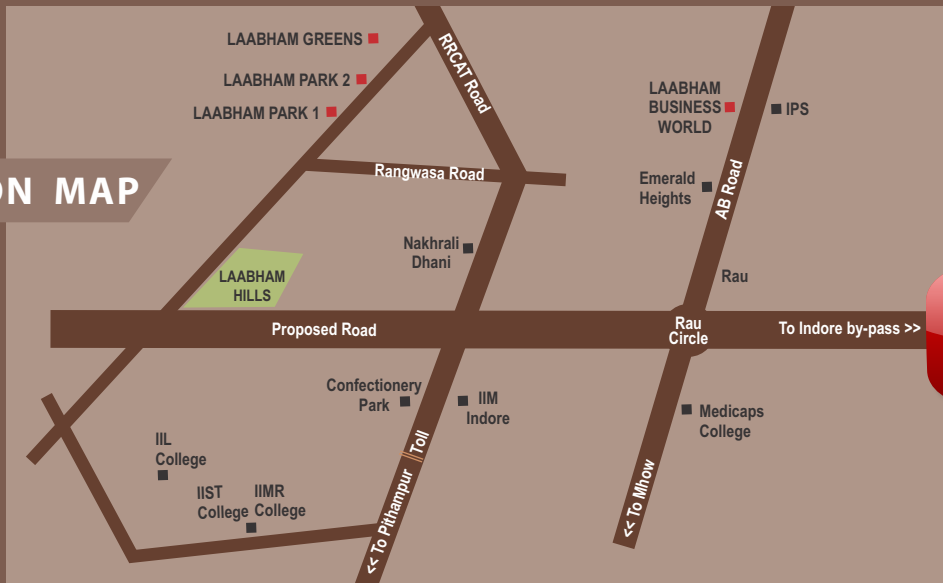 LAABHAM GREENS
LAABHAM PARK 2
LAABHAM PARK 1
RRCAT Road
LAABHAM
BUSINESS
WORLD
IPS
ON MAP
Rangwasa Road
Emerald
Heights
AB Road
Nakhrali
Dhani
LAABHAM
HILLS
Rau
Proposed Road
Rau
Circle
To Indore by-pass >>
Confectionery
Park
IIM
Indore
Medicaps
College
Toll
<< To Pithampur
<< To Mhow
IIL
College
IIST
College
IIMR
College